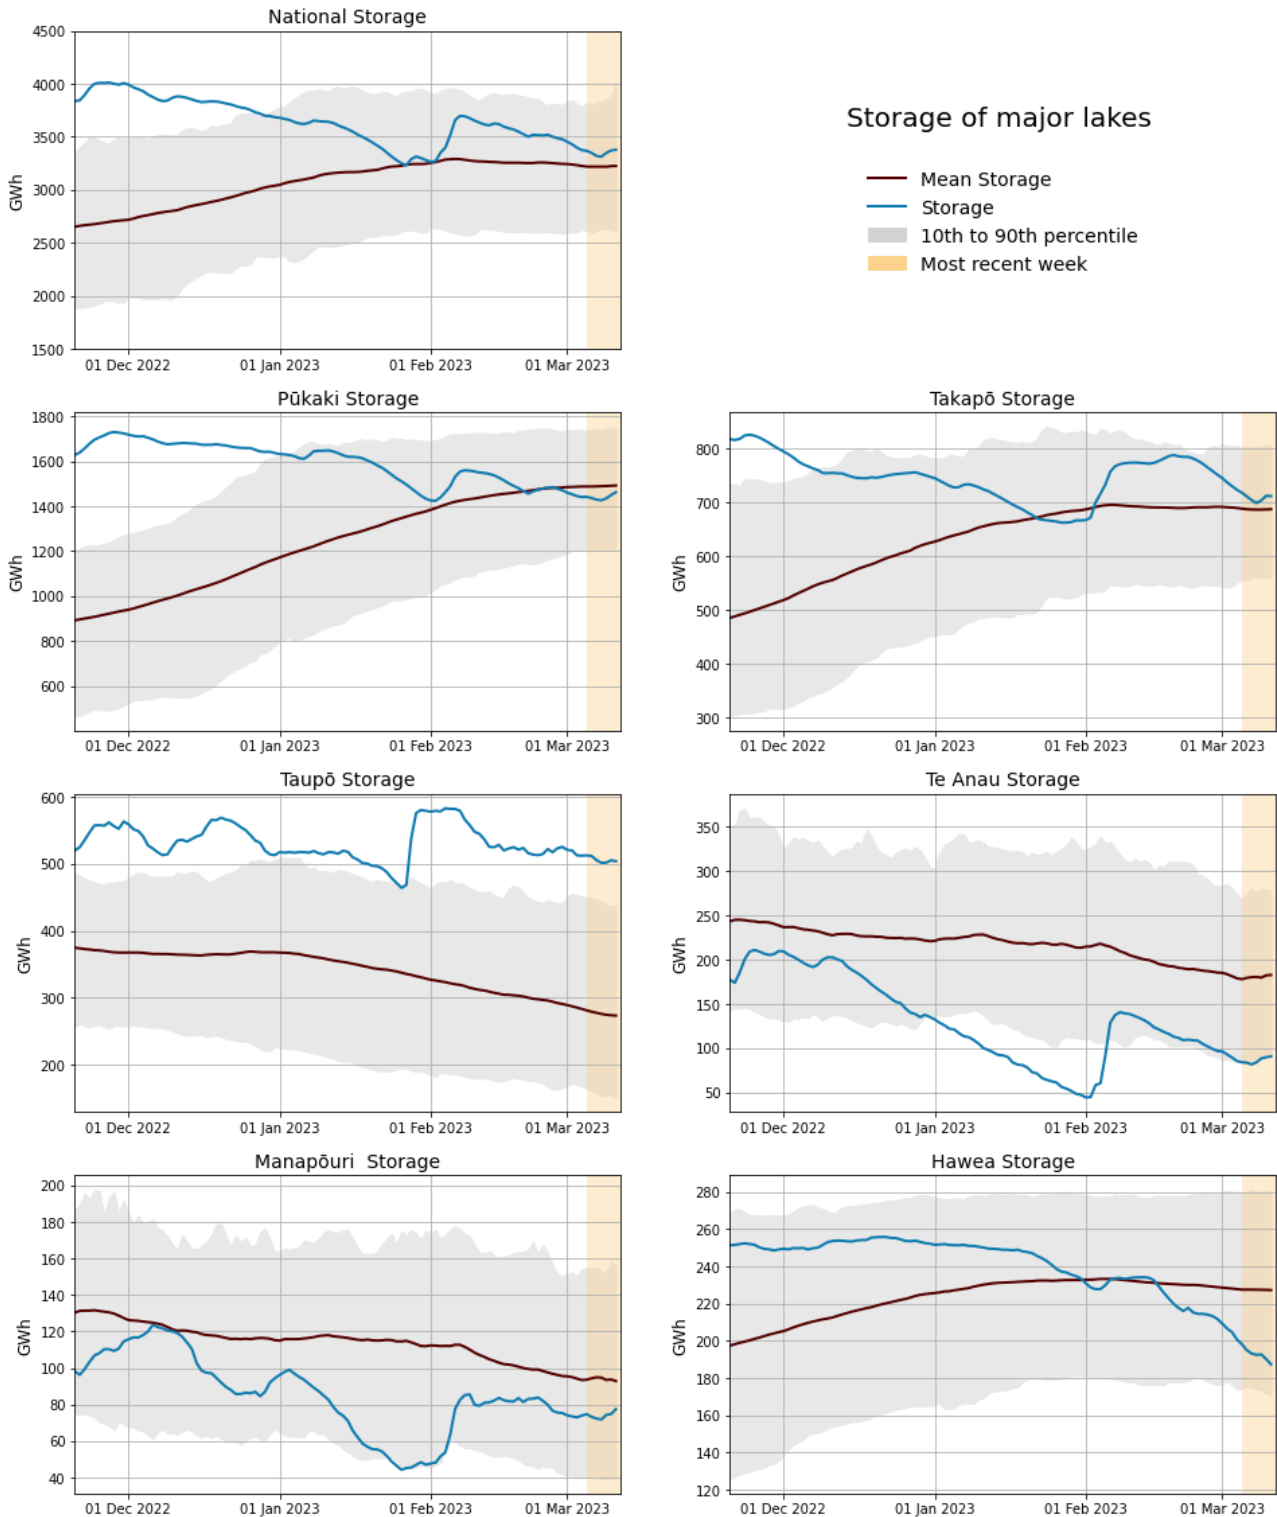 National Storage
4500
4000
3500
3000
2500
2000
1500
GWh
01 Dec 2022 01 Jan 2023 01 Feb 2023 01 Mar 2023
Storage of major lakes
Mean Storage
Storage
10th to 90th percentile
Most recent week
Pūkaki Storage
1800
1600
1400
1200
1000
800
600
GWh
01 Dec 2022 01 Jan 2023 01 Feb 2023 01 Mar 2023
Takapō Storage
800
700
600
500
400
300
GWh
01 Dec 2022 01 Jan 2023 01 Feb 2023 01 Mar 2023
Taupō Storage
600
500
400
300
200
GWh
01 Dec 2022 01 Jan 2023 01 Feb 2023 01 Mar 2023
Te Anau Storage
350
300
250
200
150
100
50
GWh
01 Dec 2022 01 Jan 2023 01 Feb 2023 01 Mar 2023
Manapōuri  Storage
200
180
160
140
120
100
80
60
40
GWh
01 Dec 2022 01 Jan 2023 01 Feb 2023 01 Mar 2023
Hawea Storage
280
260
240
220
200
180
160
140
120
GWh
01 Dec 2022 01 Jan 2023 01 Feb 2023 01 Mar 2023